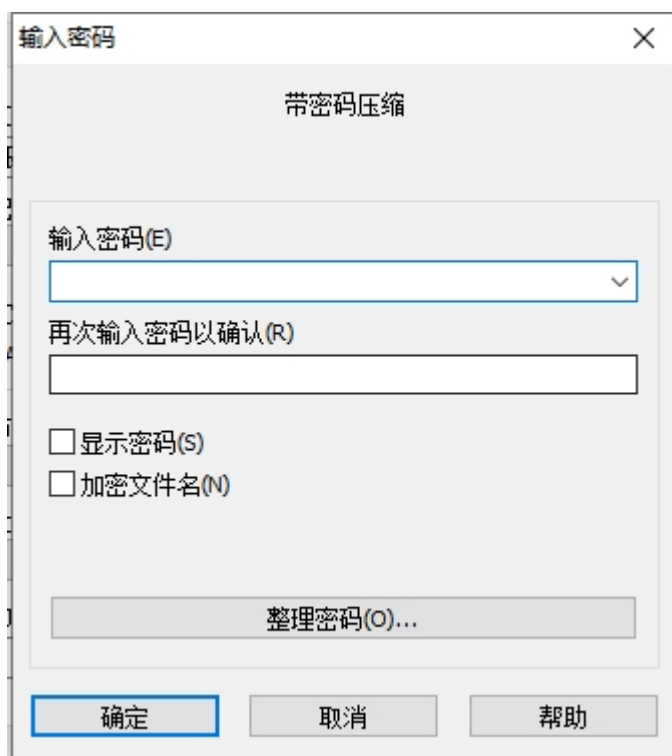 输入密码
带密码压缩
输入密码(E)
再次输入密码以确认(R)
显示密码(S)
加密文件名(N)
整理密码(O)...
确定
取消
帮助